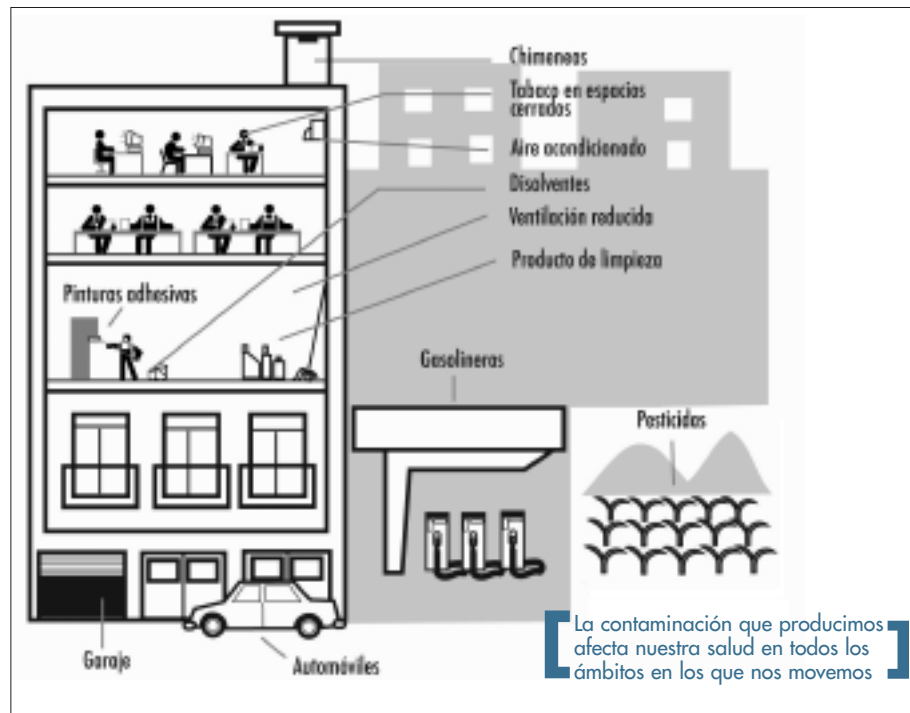 Chimeneas
Tabaco en espacios
cerrados
Aire acondicionado
Disolventes
Ventilación reducida
Producto de limpieza
Pinturas adhesivas
Gasolineras
Pesticidas
Garaje
Automóviles
La contaminación que producimos
afecta nuestra salud en todos los
ámbitos en los que nos movemos